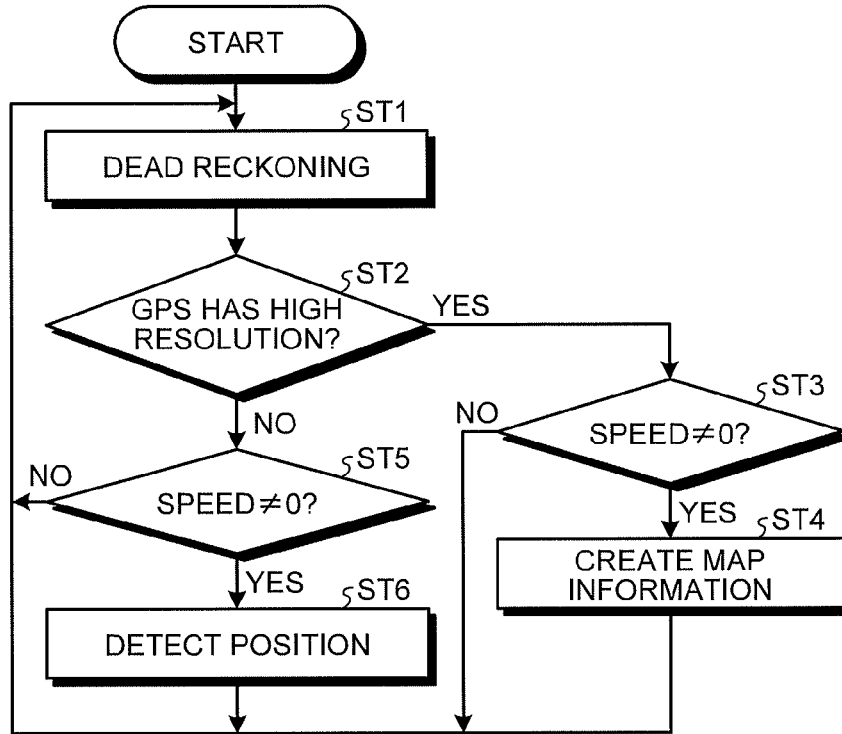 START
ST1
DEAD RECKONING
ST2
GPS HAS HIGH
RESOLUTION?
YES
NO
ST3
SPEED≠0?
NO
YES
ST4
CREATE MAP
INFORMATION
ST5
SPEED≠0?
NO
YES
ST6
DETECT POSITION